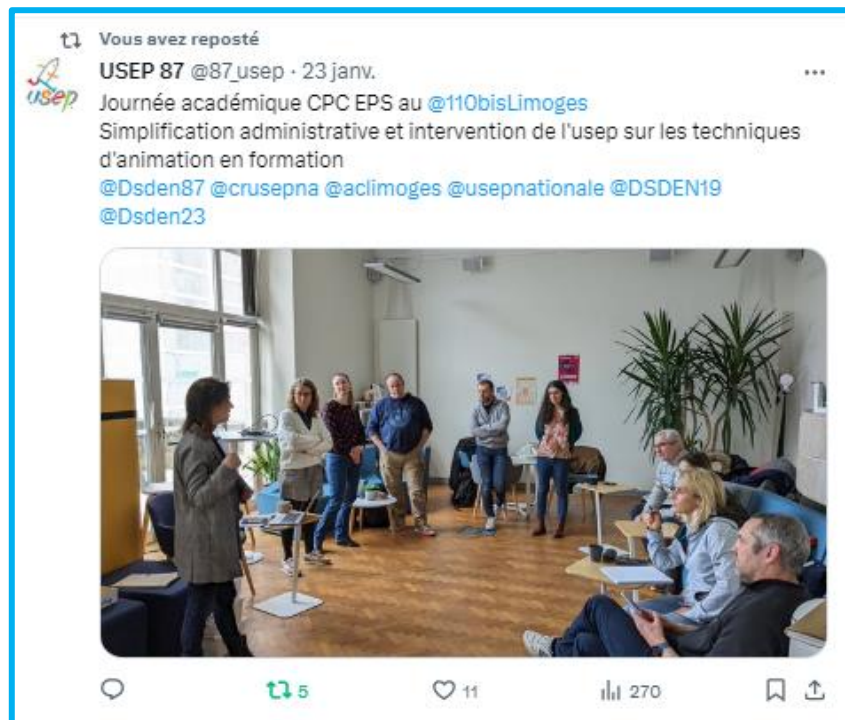 Vous avez reposté
USEP 87 @87_usep · 23 janv.
usep
Journée académique CPC EPS au @110bisLimoges
Simplification administrative et intervention de l'usep sur les techniques
d'animation en formation
@Dsden87 @crusepna @aclimoges @usepnationale @DSDEN19
@Dsden23
5
11
270